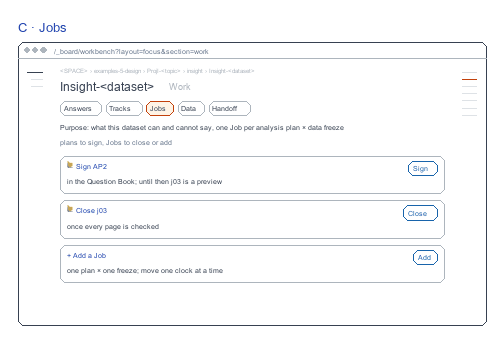 C · Jobs
/_board/workbench?layout=focus&section=work
<SPACE> › examples-5-design › Proj-<topic> › insight › Insight-<dataset>
Insight-<dataset> Work
Answers Tracks Jobs Data Handoff
Purpose: what this dataset can and cannot say, one Job per analysis plan × data freeze
plans to sign, Jobs to close or add
Sign AP2 Sign
in the Question Book; until then j03 is a preview
Close j03 Close
once every page is checked
+ Add a Job Add
one plan × one freeze; move one clock at a time